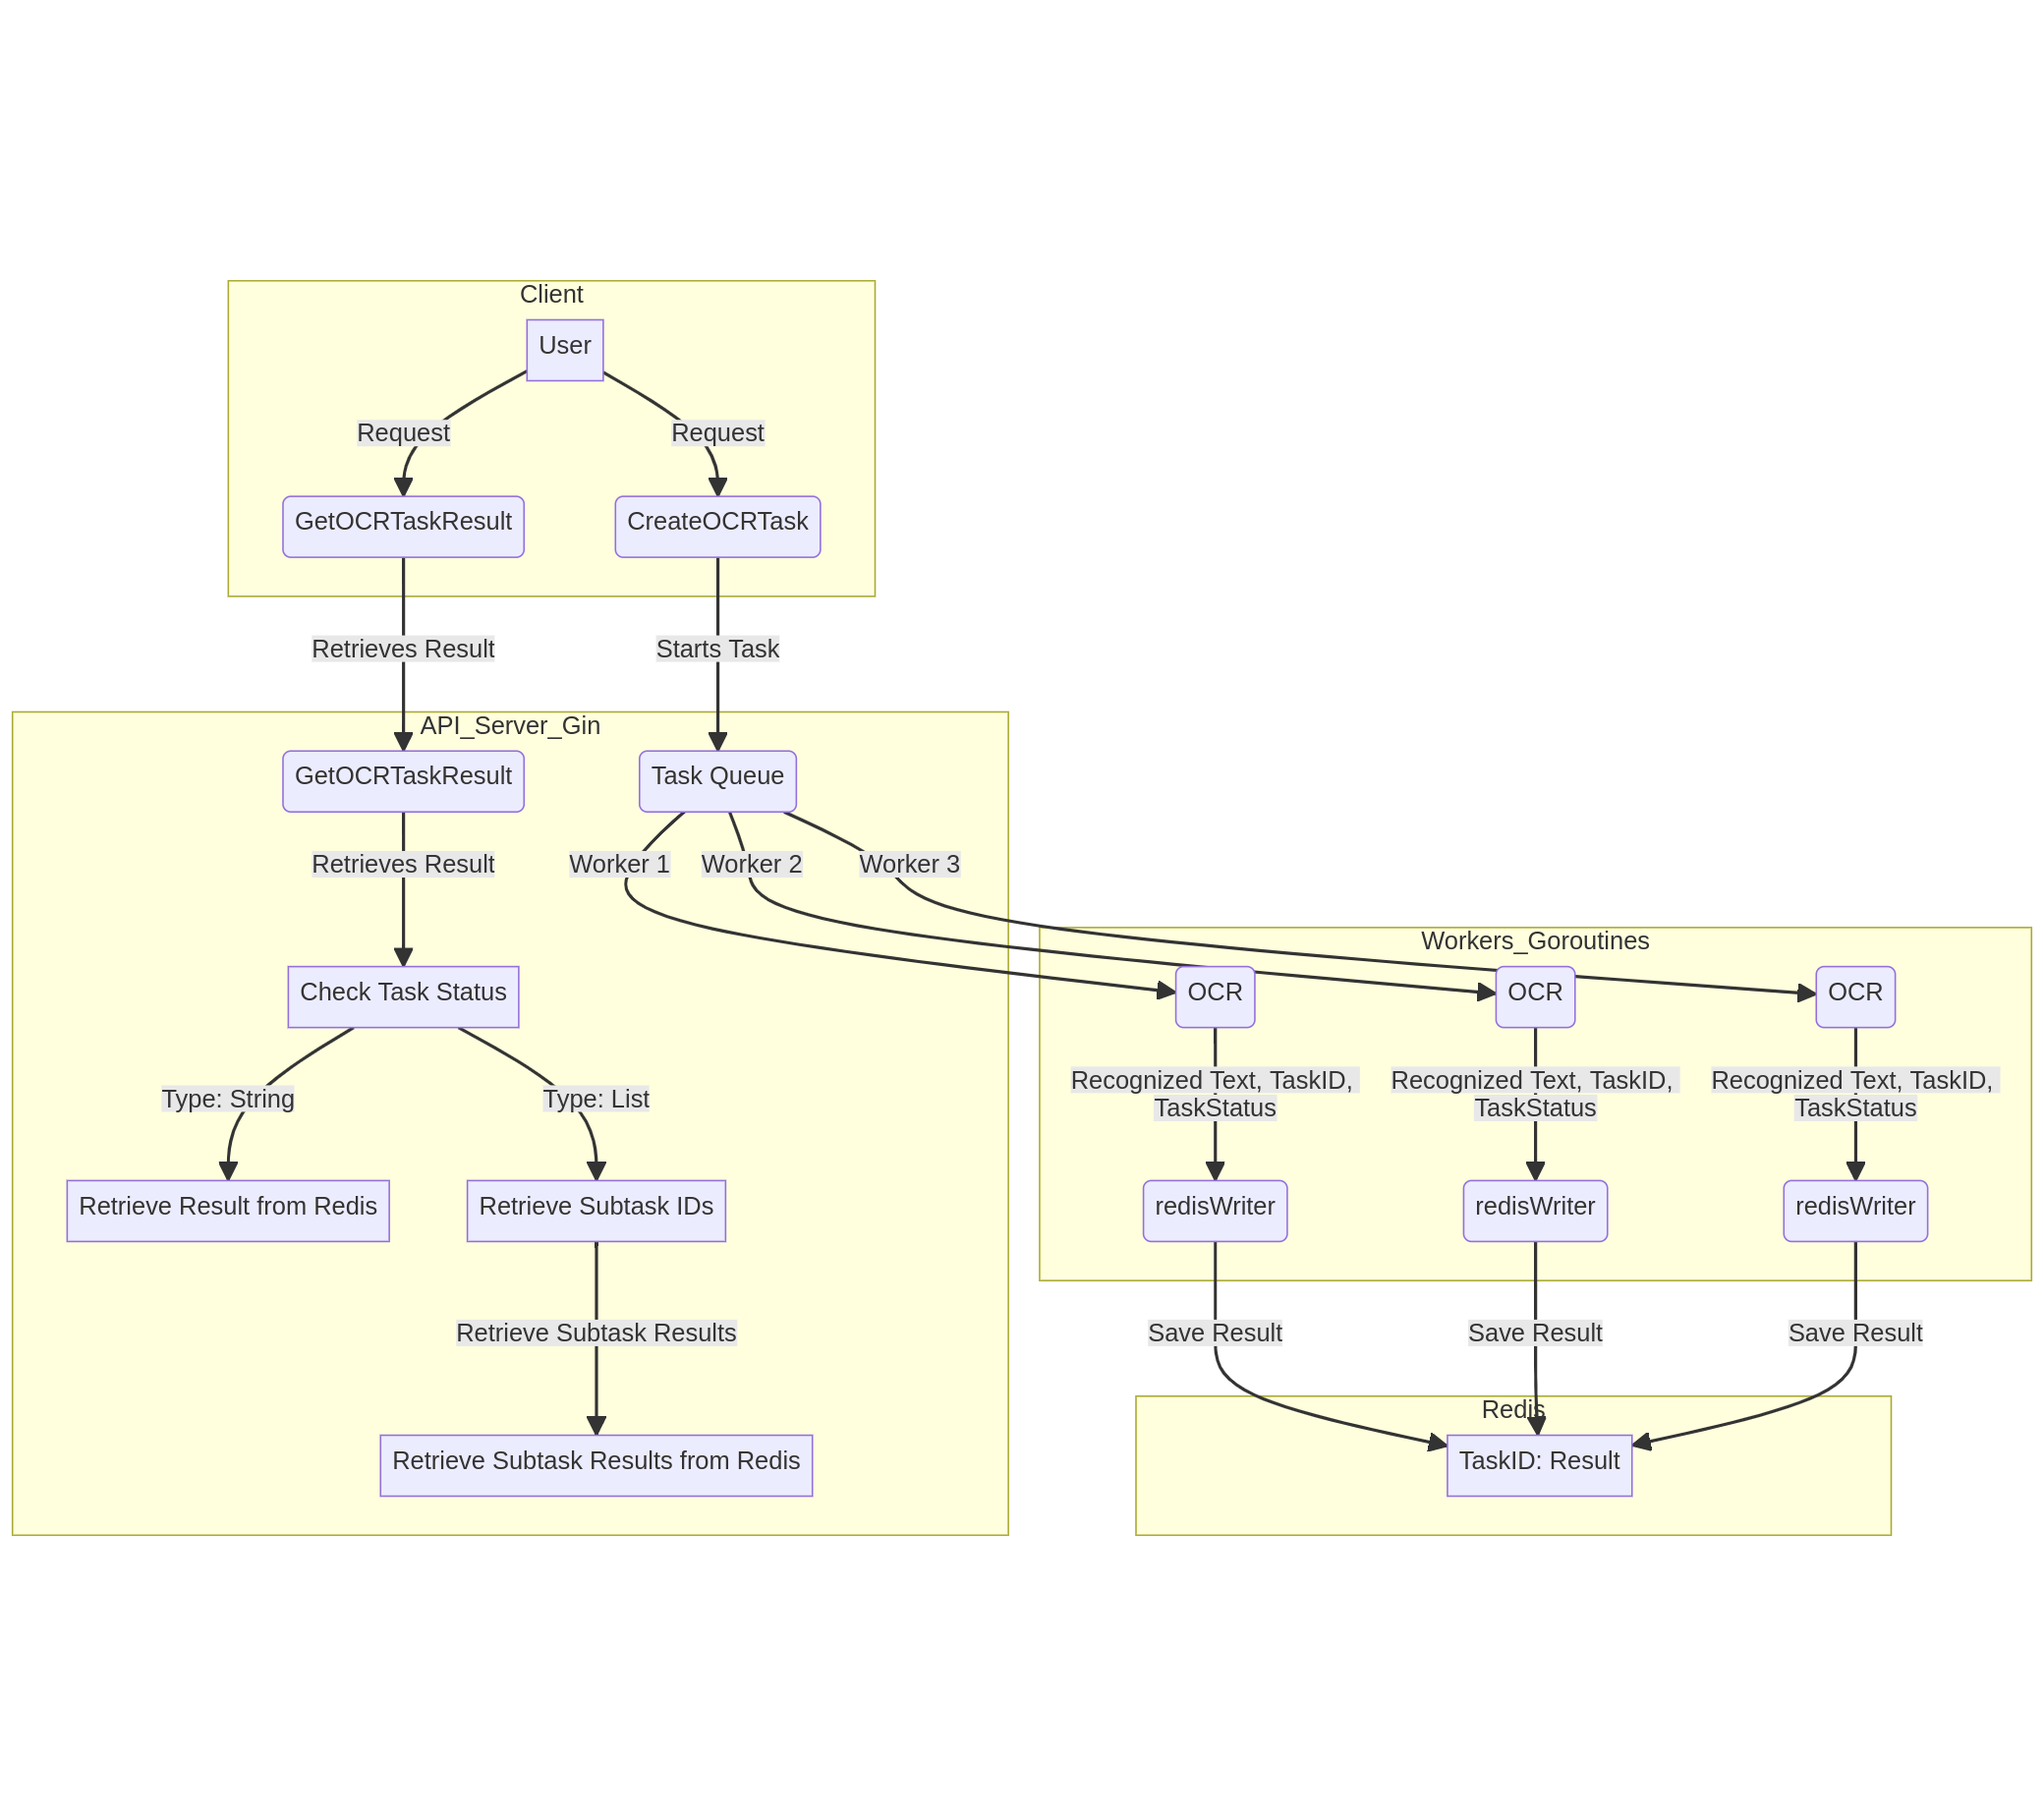 Client
User
Request
Request
GetOCRTaskResult
CreateOCRTask
Retrieves Result
Starts Task
API_Server_Gin
GetOCRTaskResult
Task Queue
Retrieves Result
Worker 1
Worker 2
Worker 3
Workers_Goroutines
Check Task Status
OCR
OCR
OCR
Type: String
Type: List
Recognized Text, TaskID,
TaskStatus
Recognized Text, TaskID,
TaskStatus
Recognized Text, TaskID,
TaskStatus
Retrieve Result from Redis
Retrieve Subtask IDs
redisWriter
redisWriter
redisWriter
Retrieve Subtask Results
Save Result
Save Result
Save Result
Redis
Retrieve Subtask Results from Redis
TaskID: Result